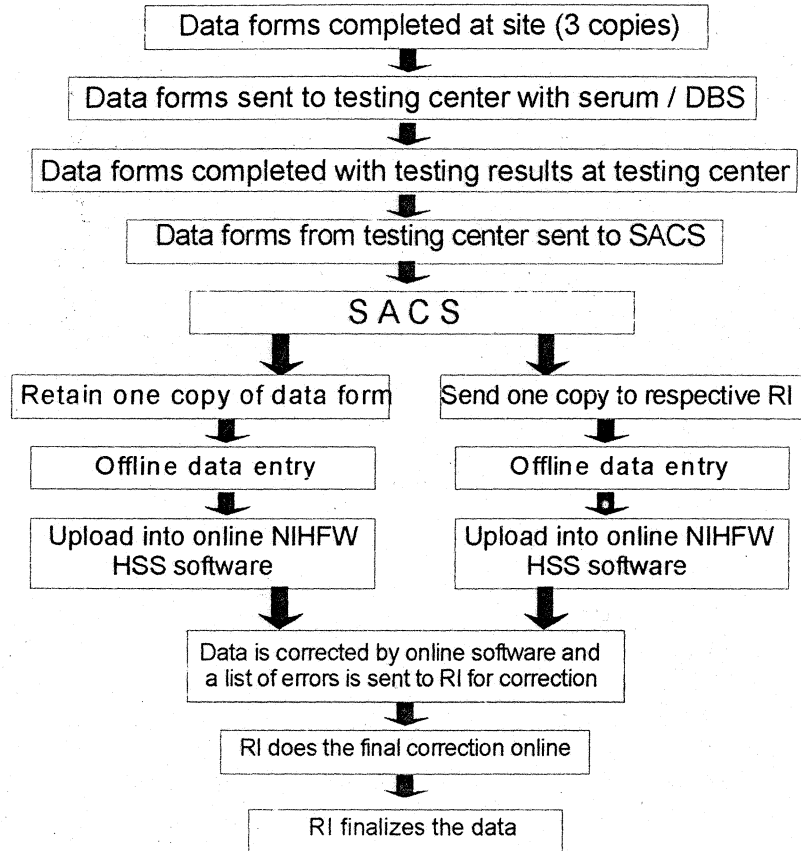 Data forms completed at site (3 copies)
Data forms sent to testing center with serum / DBS
Data forms completed with testing results at testing center
Data forms from testing center sent to SACS
S A C S
Retain one copy of data form
Send one copy to respective RI
Offline data entry
Offline data entry
Upload into online NIHFW
HSS software
Upload into online NIHFW
HSS software
Data is corrected by online software and
a list of errors is sent to RI for correction
RI does the final correction online
RI finalizes the data